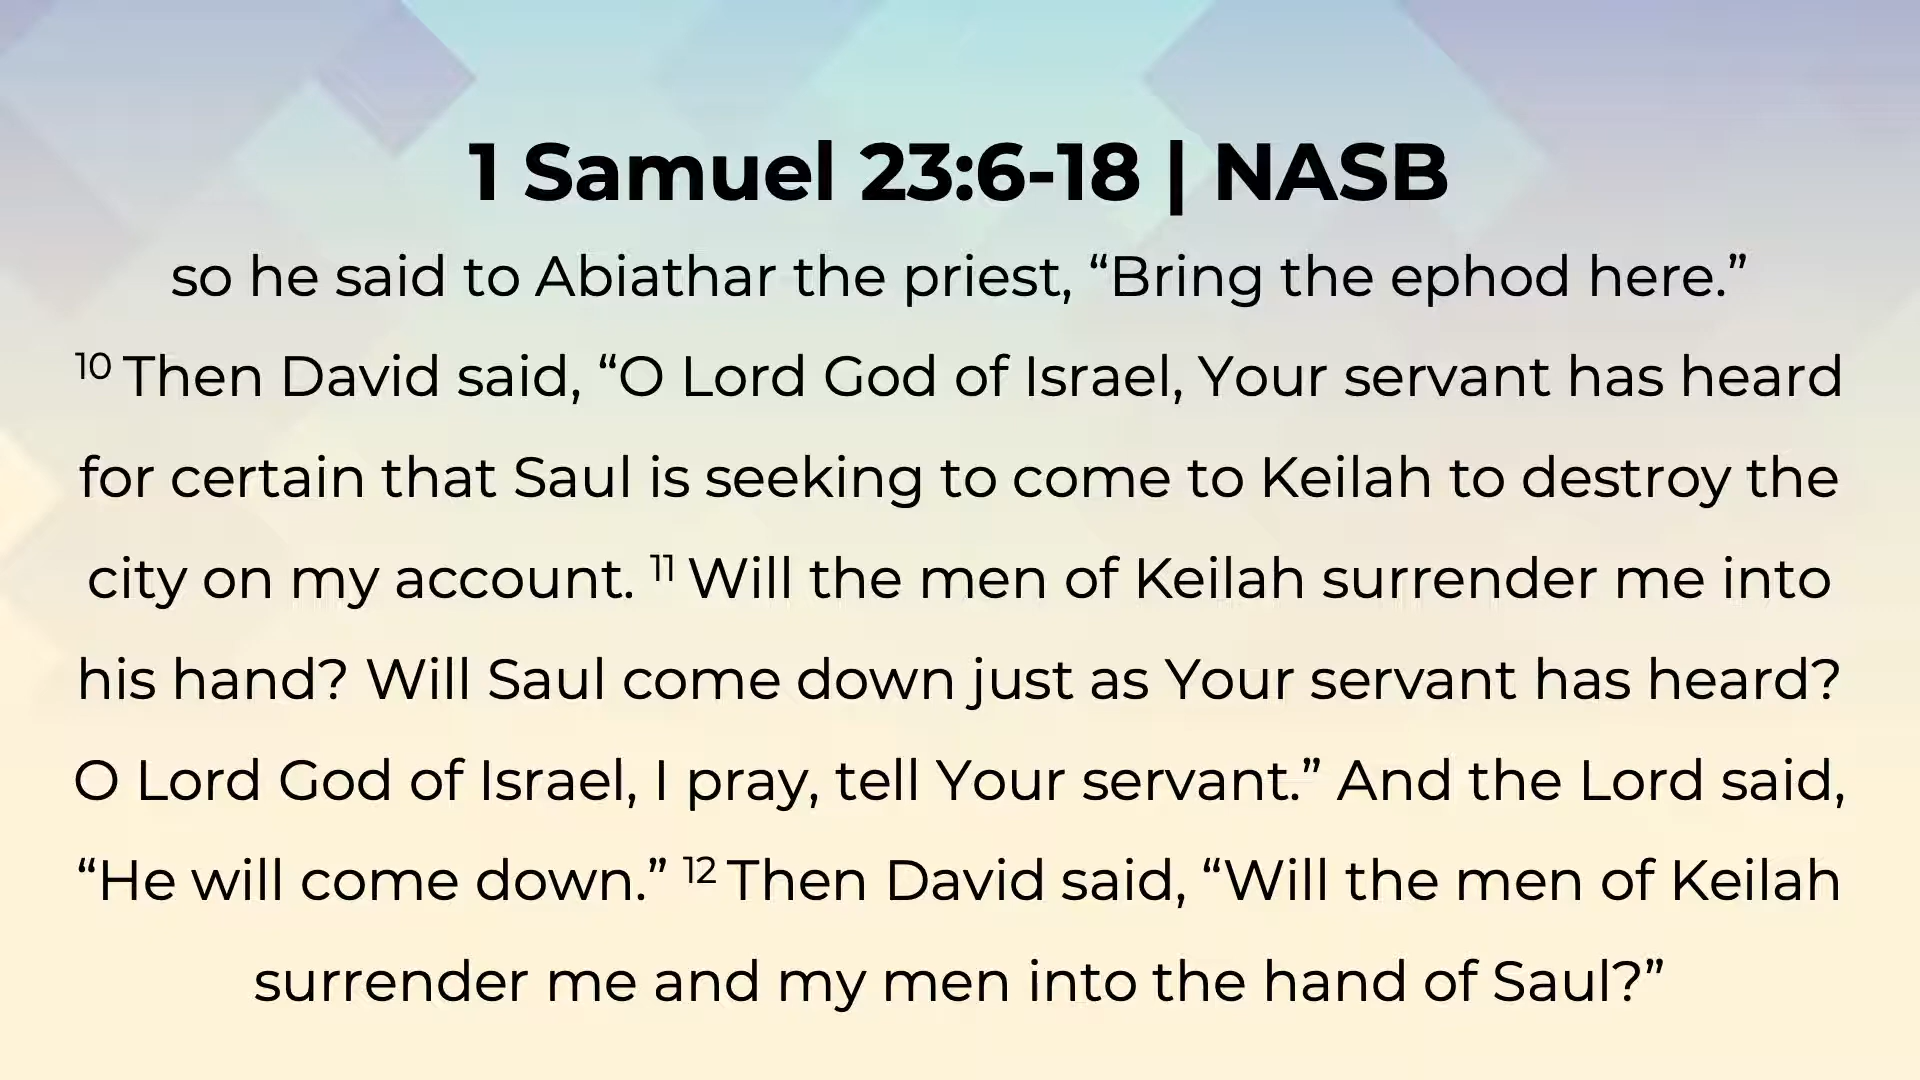 1 Samuel 23:6-18 | NASB
so he said to Abiathar the priest, “Bring the ephod here.”
10 Then David said, “O Lord God of Israel, Your servant has heard
for certain that Saul is seeking to come to Keilah to destroy the
city on my account. 11 Will the men of Keilah surrender me into
his hand? Will Saul come down just as Your servant has heard?
O Lord God of Israel, I pray, tell Your servant.” And the Lord said,
“He will come down.” 12 Then David said, “Will the men of Keilah
surrender me and my men into the hand of Saul?”